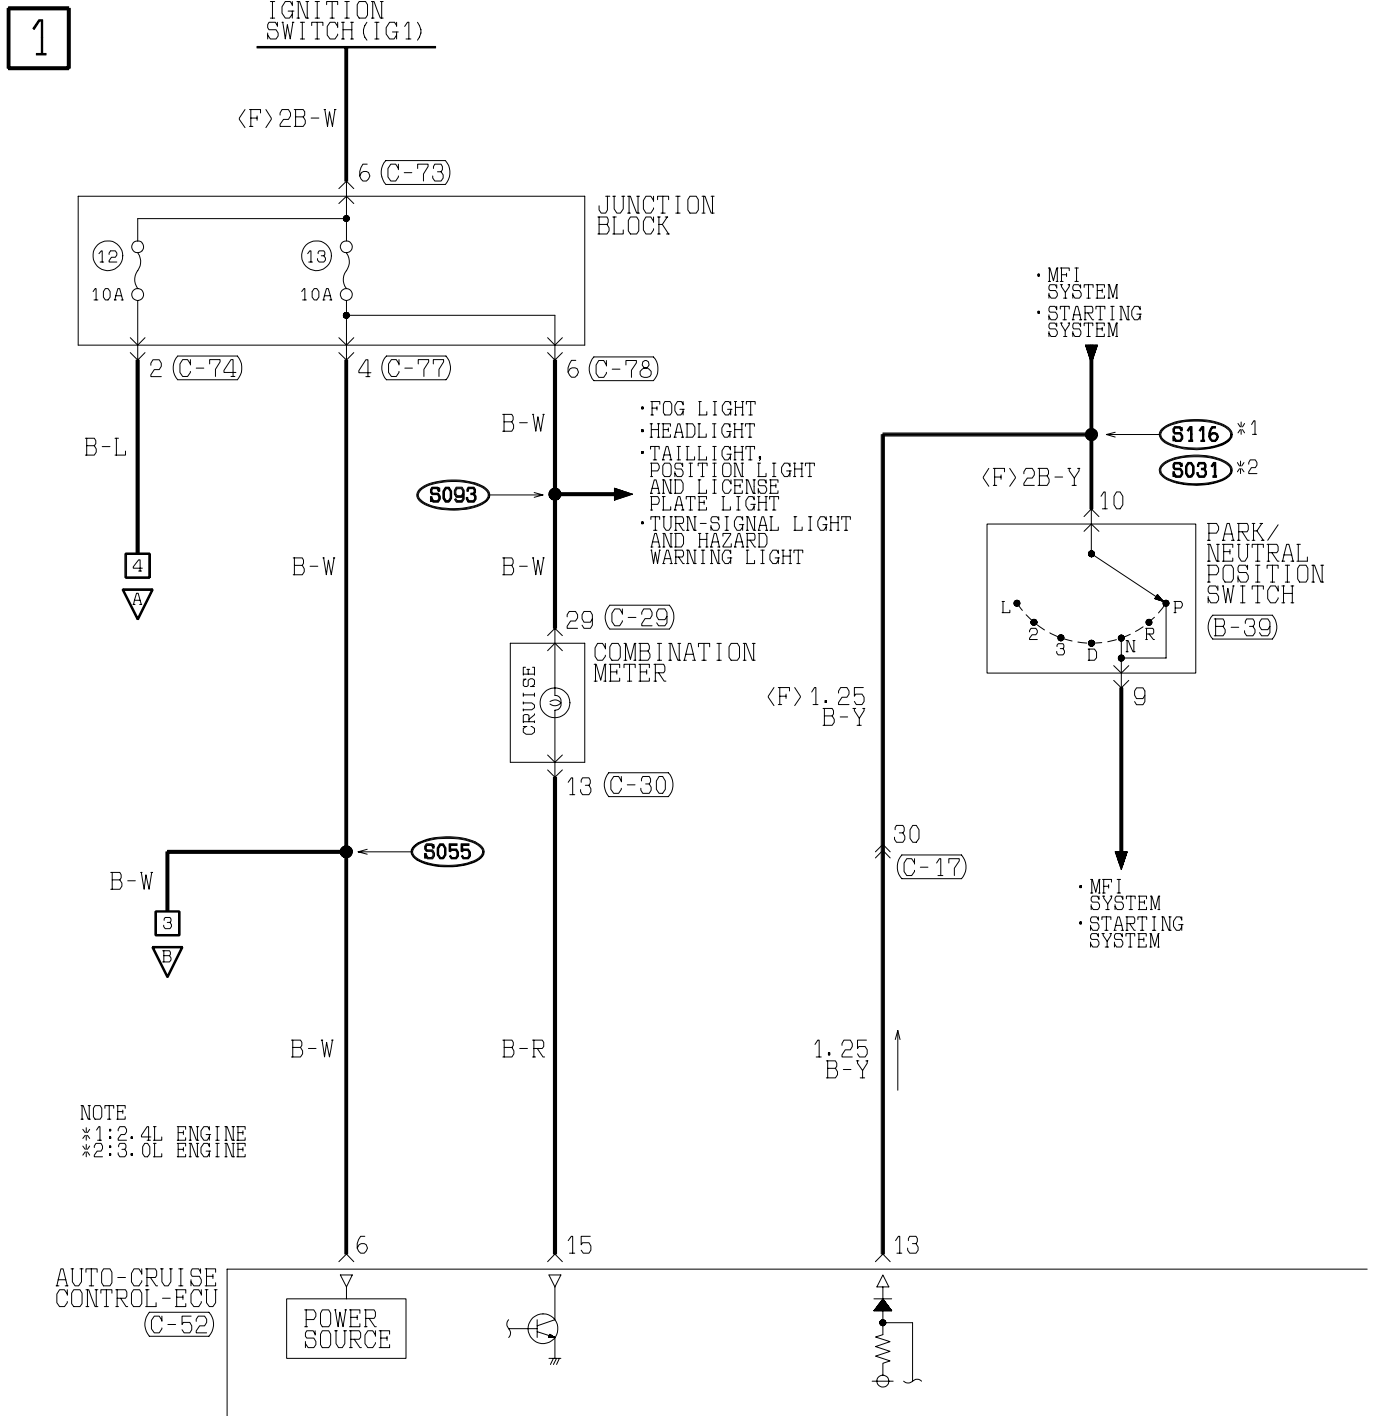 1
IGNITION
SWITCH(IG1)
<F>2B-W
6 (C-73)
JUNCTION
BLOCK
12
10A
13
10A
2 (C-74)
4 (C-77)
6 (C-78)
B-L
4
A
B-W
B-W
·FOG LIGHT
·HEADLIGHT
·TAILLIGHT,
POSITION LIGHT
AND LICENSE
PLATE LIGHT
·TURN-SIGNAL LIGHT
AND HAZARD
WARNING LIGHT
S093
B-W
29 (C-29)
COMBINATION
METER
CRUISE
13 (C-30)
·MFI
SYSTEM
·STARTING
SYSTEM
S116 *1
S031 *2
<F>2B-Y
10
PARK/
NEUTRAL
POSITION
SWITCH
(B-39)
L
2
3
D
N
R
P
9
<F>1.25
B-Y
30
(C-17)
·MFI
SYSTEM
·STARTING
SYSTEM
S055
B-W
3
B
B-W
B-R
1.25
B-Y
NOTE
*1:2.4L ENGINE
*2:3.0L ENGINE
6
15
13
AUTO-CRUISE
CONTROL-ECU
(C-52)
POWER
SOURCE